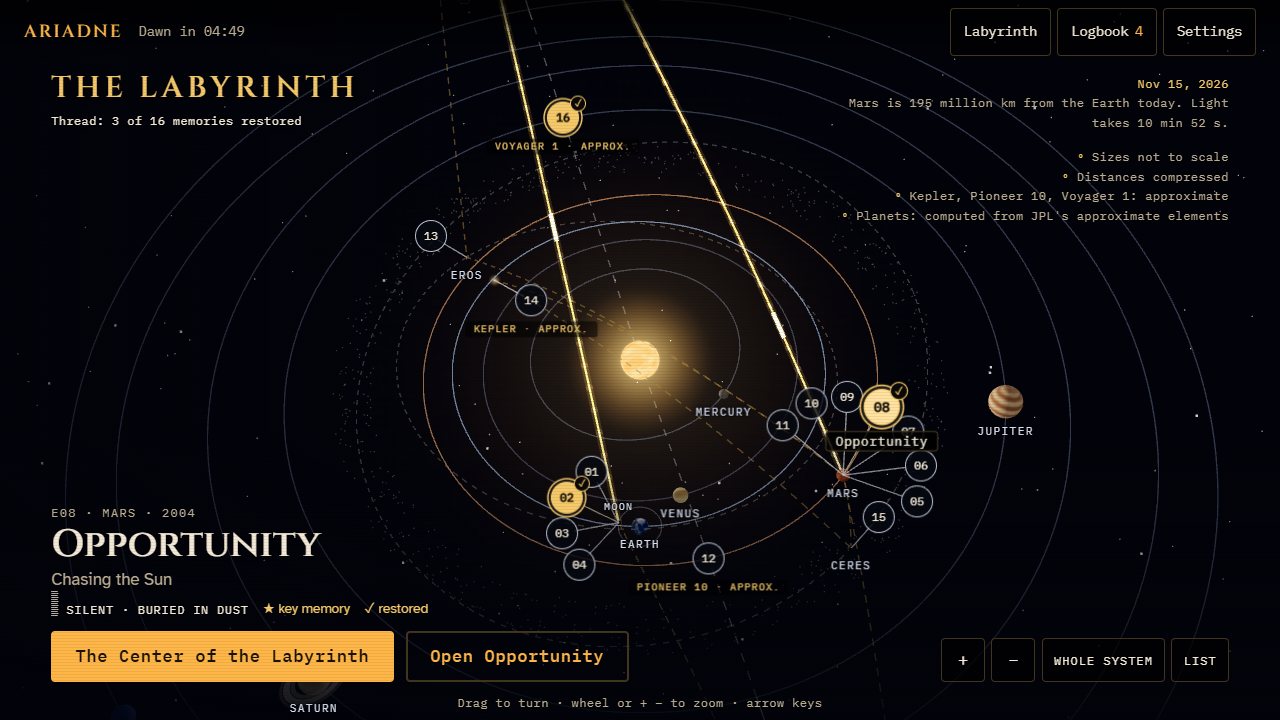 ARIADNE Dawn in 04:49
Labyrinth Logbook 4 Settings
THE LABYRINTH
Thread: 3 of 16 memories restored
Nov 15, 2026
Mars is 195 million km from the Earth today. Light
takes 10 min 52 s.
Sizes not to scale
Distances compressed
Kepler, Pioneer 10, Voyager 1: approximate
Planets: computed from JPL's approximate elements
16
VOYAGER 1 · APPROX.
13
EROS
14
KEPLER · APPROX.
MERCURY
10
09
08
07
11
Opportunity
JUPITER
06
MARS
05
15
CERES
01
02
MOON
VENUS
03
EARTH
04
12
PIONEER 10 · APPROX.
E08 · MARS · 2004
OPPORTUNITY
Chasing the Sun
SILENT · BURIED IN DUST ★ key memory ✓ restored
The Center of the Labyrinth Open Opportunity
+ − WHOLE SYSTEM LIST
SATURN
Drag to turn · wheel or + − to zoom · arrow keys